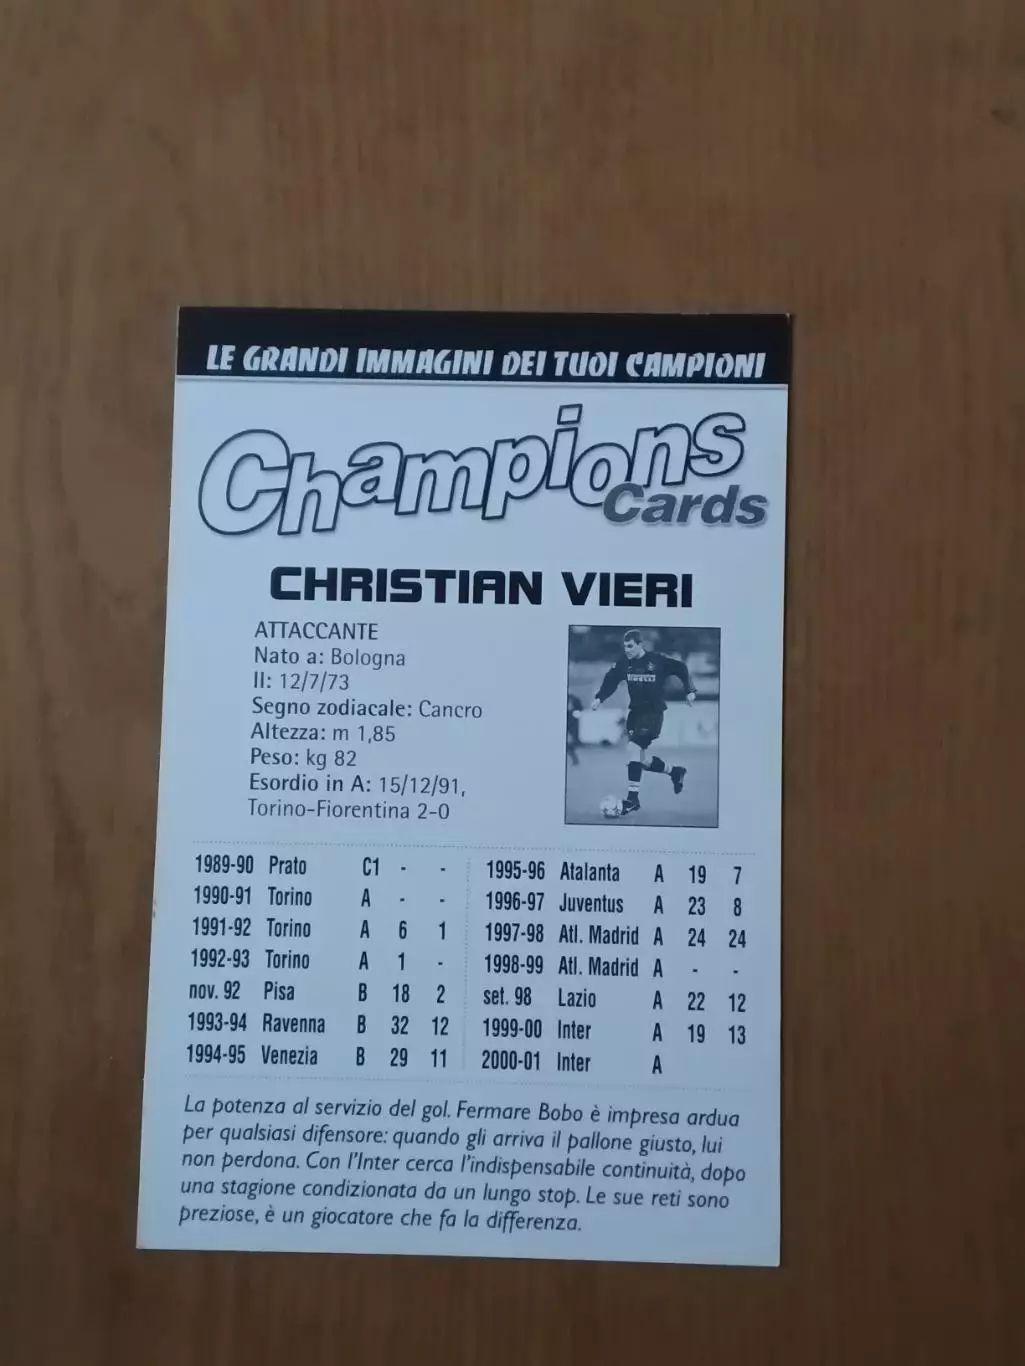 LE GRANDI IMMAGINI DEI TUOI CAMPIONI
Champions
Cards
CHRISTIAN VIERI
ATTACCANTE
Nato a: Bologna
Il: 12/7/73
Segno zodiacale: Cancro
Altezza: m 1,85
Peso: kg 82
Esordio in A: 15/12/91,
Torino-Fiorentina 2-0
PIRELLI
1989-90 Prato C1 - -
1990-91 Torino A - -
1991-92 Torino A 6 1
1992-93 Torino A 1 -
nov. 92 Pisa B 18 2
1993-94 Ravenna B 32 12
1994-95 Venezia B 29 11
1995-96 Atalanta A 19 7
1996-97 Juventus A 23 8
1997-98 Atl. Madrid A 24 24
1998-99 Atl. Madrid A - -
set. 98 Lazio A 22 12
1999-00 Inter A 19 13
2000-01 Inter A
La potenza al servizio del gol. Fermare Bobo è impresa ardua
per qualsiasi difensore: quando gli arriva il pallone giusto, lui
non perdona. Con l'Inter cerca l'indispensabile continuità, dopo
una stagione condizionata da un lungo stop. Le sue reti sono
preziose, è un giocatore che fa la differenza.